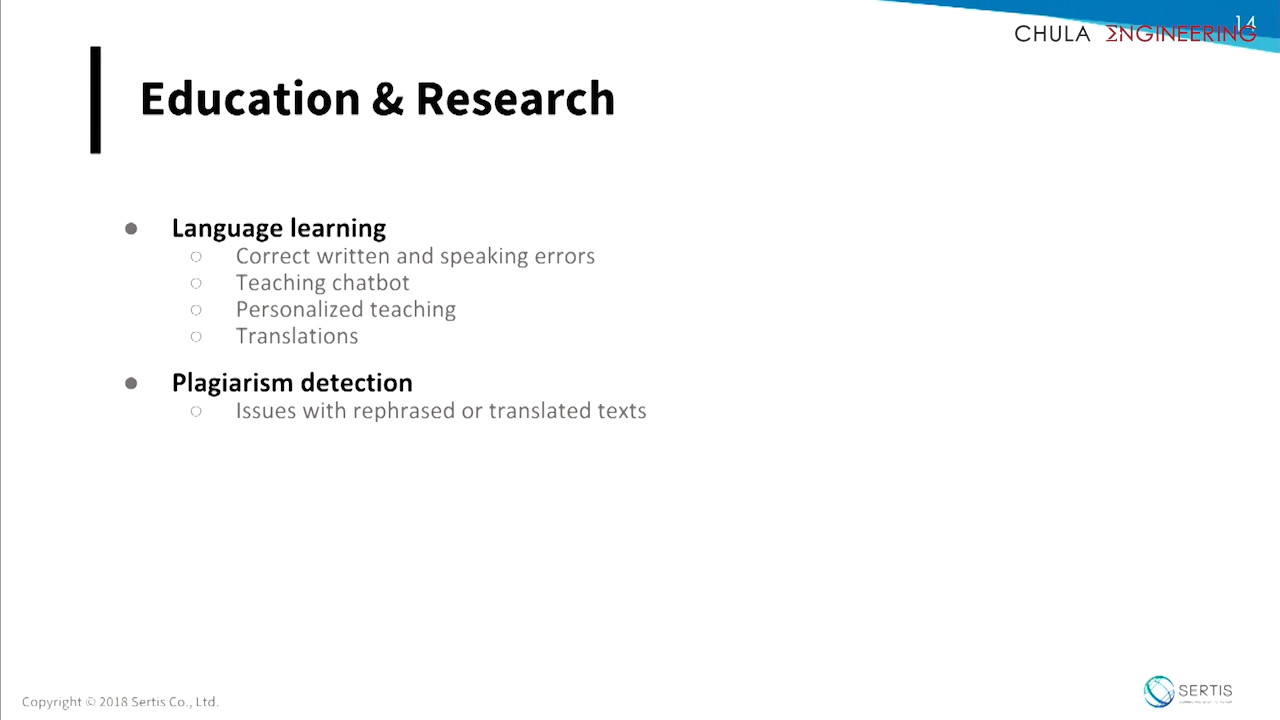 14
CHULA ΣNGINEERING
Education & Research
● Language learning
○ Correct written and speaking errors
○ Teaching chatbot
○ Personalized teaching
○ Translations
● Plagiarism detection
○ Issues with rephrased or translated texts
Copyright © 2018 Sertis Co., Ltd.
SERTIS